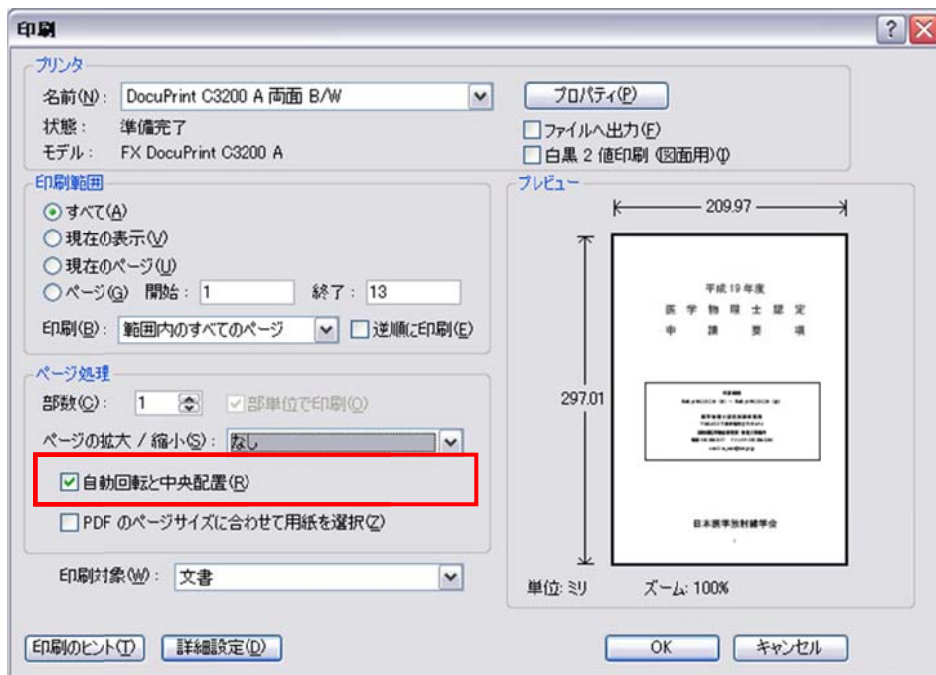 印刷
プリンタ
名前(N): DocuPrint C3200 A 両面 B/W
プロパティ(P)
状態: 準備完了
ファイルへ出力(F)
モデル: FX DocuPrint C3200 A
白黒 2 値印刷 (図面用)(I)
印刷範囲
すべて(A)
現在の表示(V)
現在のページ(U)
ページ(G) 開始: 1 終了: 13
印刷(B): 範囲内のすべてのページ
逆順に印刷(E)
ページ処理
部数(C): 1
部単位で印刷(O)
ページの拡大 / 縮小(S): なし
自動回転と中央配置(R)
PDF のページサイズに合わせて用紙を選択(Z)
印刷対象(W): 文書
プレビュー
209.97
297.01
平成 19 年度
医学物理士認定
申請要項
日本医学放射線学会
単位: ミリ ズーム: 100%
印刷のヒント(T)
詳細設定(D)
OK
キャンセル